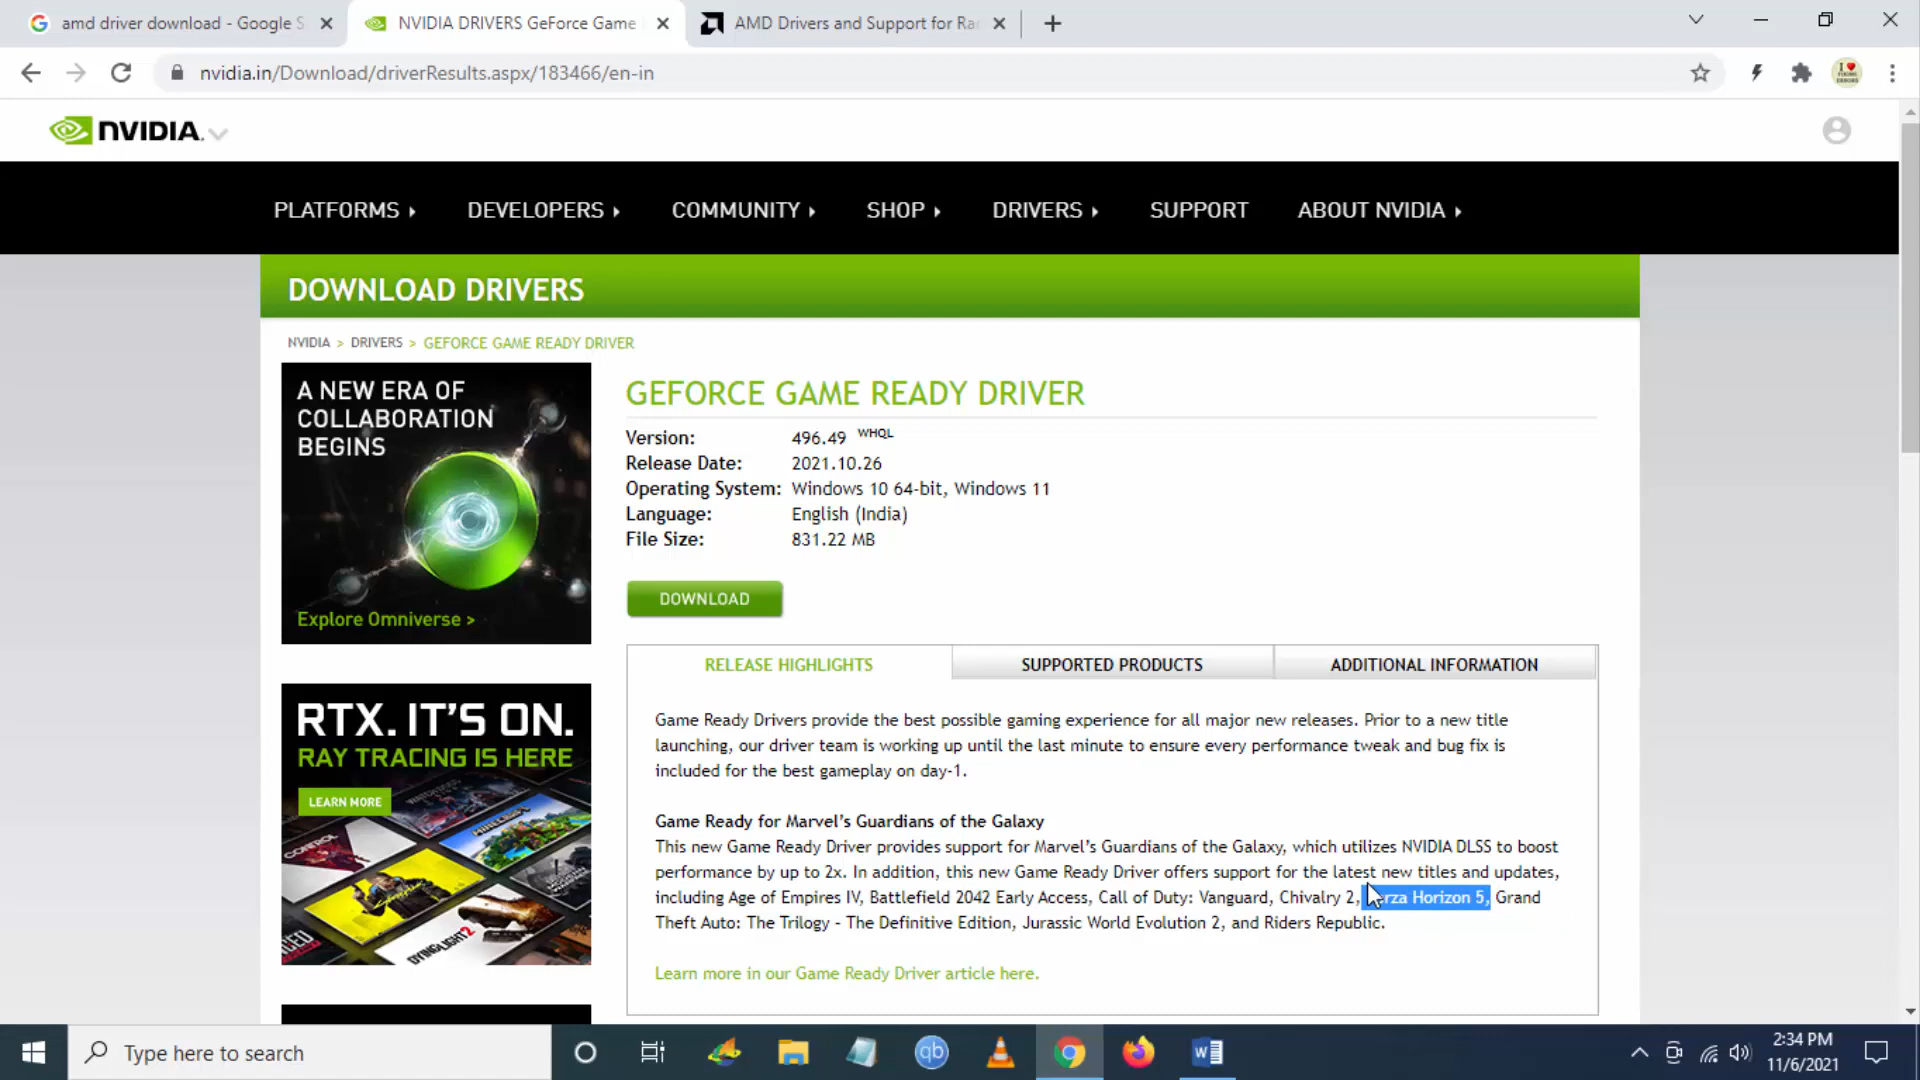 amd driver download - Google S
NVIDIA DRIVERS GeForce Game
AMD Drivers and Support for Ra
nvidia.in/Download/driverResults.aspx/183466/en-in
I
FIXING
ERRORS
NVIDIA.
PLATFORMS
DEVELOPERS
COMMUNITY
SHOP
DRIVERS
SUPPORT
ABOUT NVIDIA
DOWNLOAD DRIVERS
NVIDIA > DRIVERS > GEFORCE GAME READY DRIVER
A NEW ERA OF
COLLABORATION
BEGINS
Explore Omniverse >
GEFORCE GAME READY DRIVER
Version: 496.49 WHQL
Release Date: 2021.10.26
Operating System: Windows 10 64-bit, Windows 11
Language: English (India)
File Size: 831.22 MB
DOWNLOAD
RELEASE HIGHLIGHTS
SUPPORTED PRODUCTS
ADDITIONAL INFORMATION
Game Ready Drivers provide the best possible gaming experience for all major new releases. Prior to a new title
launching, our driver team is working up until the last minute to ensure every performance tweak and bug fix is
included for the best gameplay on day-1.
Game Ready for Marvel's Guardians of the Galaxy
This new Game Ready Driver provides support for Marvel's Guardians of the Galaxy, which utilizes NVIDIA DLSS to boost
performance by up to 2x. In addition, this new Game Ready Driver offers support for the latest new titles and updates,
including Age of Empires IV, Battlefield 2042 Early Access, Call of Duty: Vanguard, Chivalry 2, rza Horizon 5, Grand
Theft Auto: The Trilogy - The Definitive Edition, Jurassic World Evolution 2, and Riders Republic.
Learn more in our Game Ready Driver article here.
RTX. IT'S ON.
RAY TRACING IS HERE
LEARN MORE
CONTROL
MINECRAFT
DYING LIGHT 2
Type here to search
qb
W
2:34 PM
11/6/2021